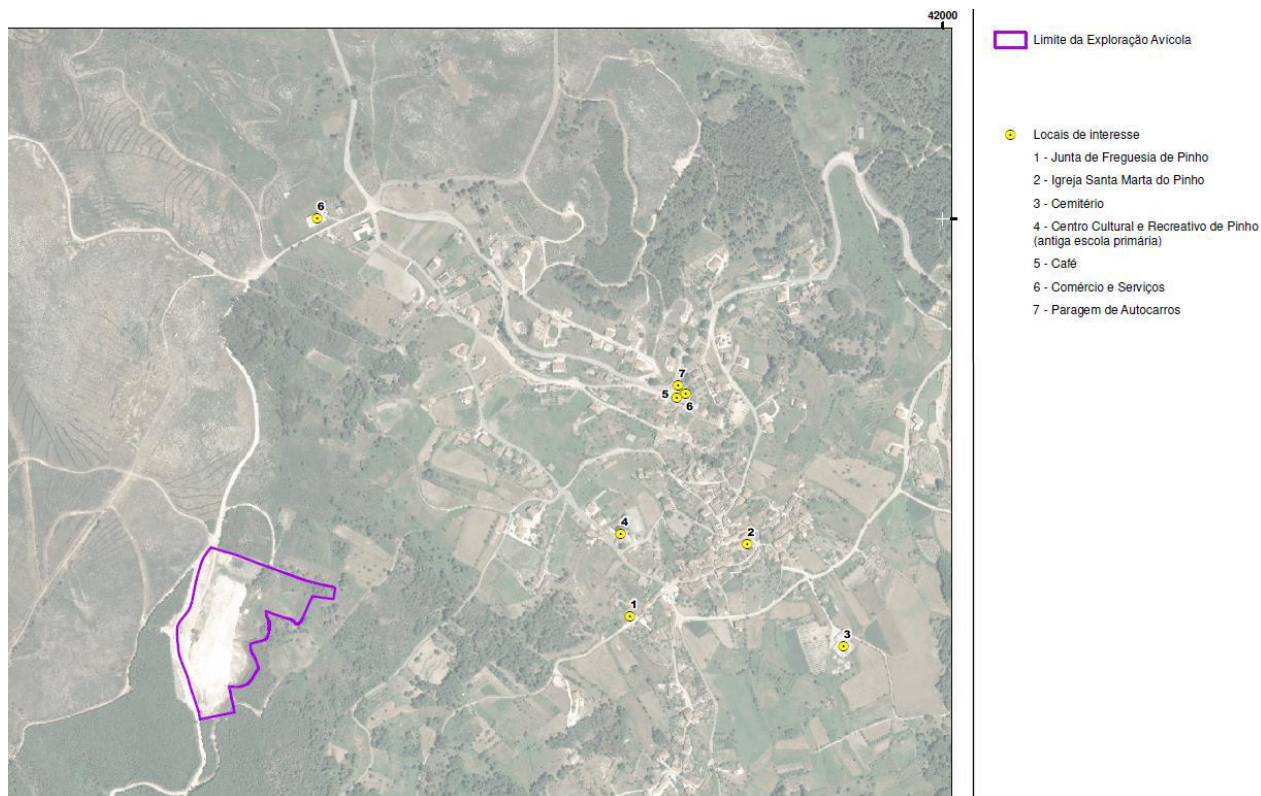 42000
Limite da Exploração Avícola
Locais de interesse
1 - Junta de Freguesia de Pinho
2 - Igreja Santa Marta do Pinho
3 - Cemitério
4 - Centro Cultural e Recreativo de Pinho
(antiga escola primária)
5 - Café
6 - Comércio e Serviços
7 - Paragem de Autocarros
6
7
5
6
4
2
1
3